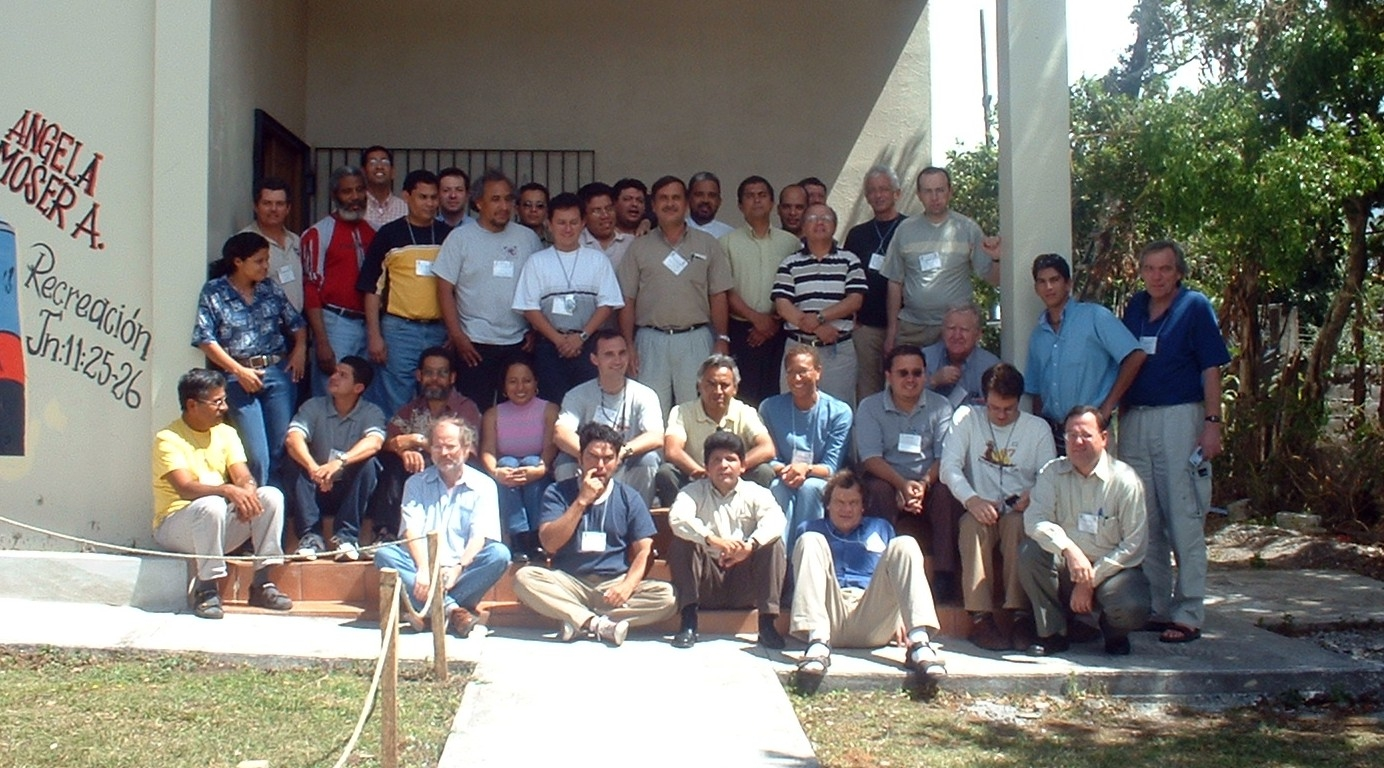 ANGELA
MOSER A.
Recreación
Jn:11:25-26